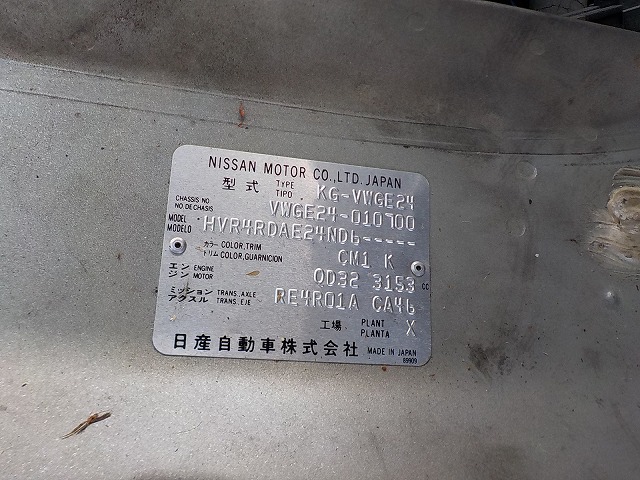 NISSAN MOTOR CO.,LTD. JAPAN
型式 TYPE TIPO KG-VWGE24
CHASSIS NO NO DE CHASIS VWGE24-010700
MODEL MODELO HVR4RDAE24ND6-----
カラー COLOR,TRIM トリム COLOR,GUARNICION CM1 K
エンジン ENGINE MOTOR QD32 3153 CC
ミッション アクスル TRANS.,AXLE TRANS.,EJE RE4R01A CA46
工場 PLANT PLANTA X
日産自動車株式会社 MADE IN JAPAN
89909